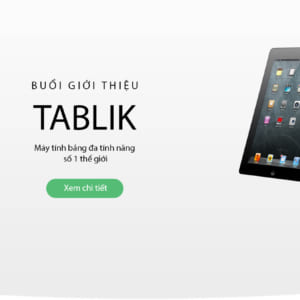 BUỔI GIỚI THIỆU
TABLIK
Máy tính bảng đa tính năng
số 1 thế giới
Xem chi tiết